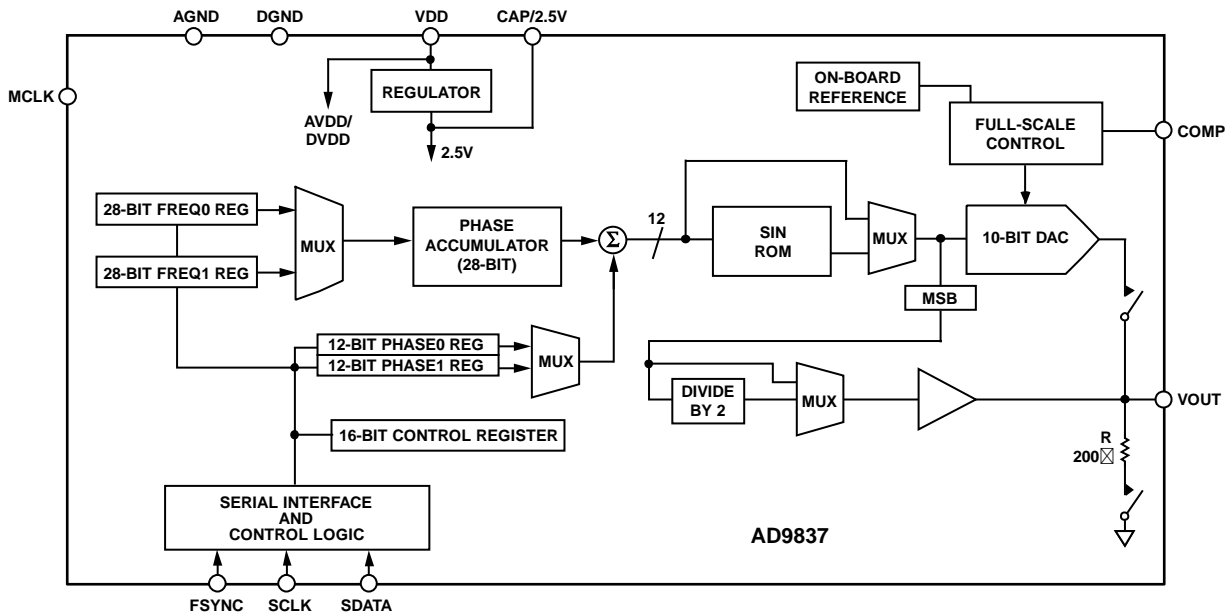 AGND
DGND
VDD
CAP/2.5V
MCLK
REGULATOR
AVDD/
DVDD
2.5V
ON-BOARD
REFERENCE
FULL-SCALE
CONTROL
COMP
28-BIT FREQ0 REG
28-BIT FREQ1 REG
MUX
PHASE
ACCUMULATOR
(28-BIT)
Σ
12
SIN
ROM
MUX
10-BIT DAC
MSB
12-BIT PHASE0 REG
12-BIT PHASE1 REG
MUX
DIVIDE
BY 2
MUX
VOUT
16-BIT CONTROL REGISTER
R
200
SERIAL INTERFACE
AND
CONTROL LOGIC
AD9837
FSYNC
SCLK
SDATA